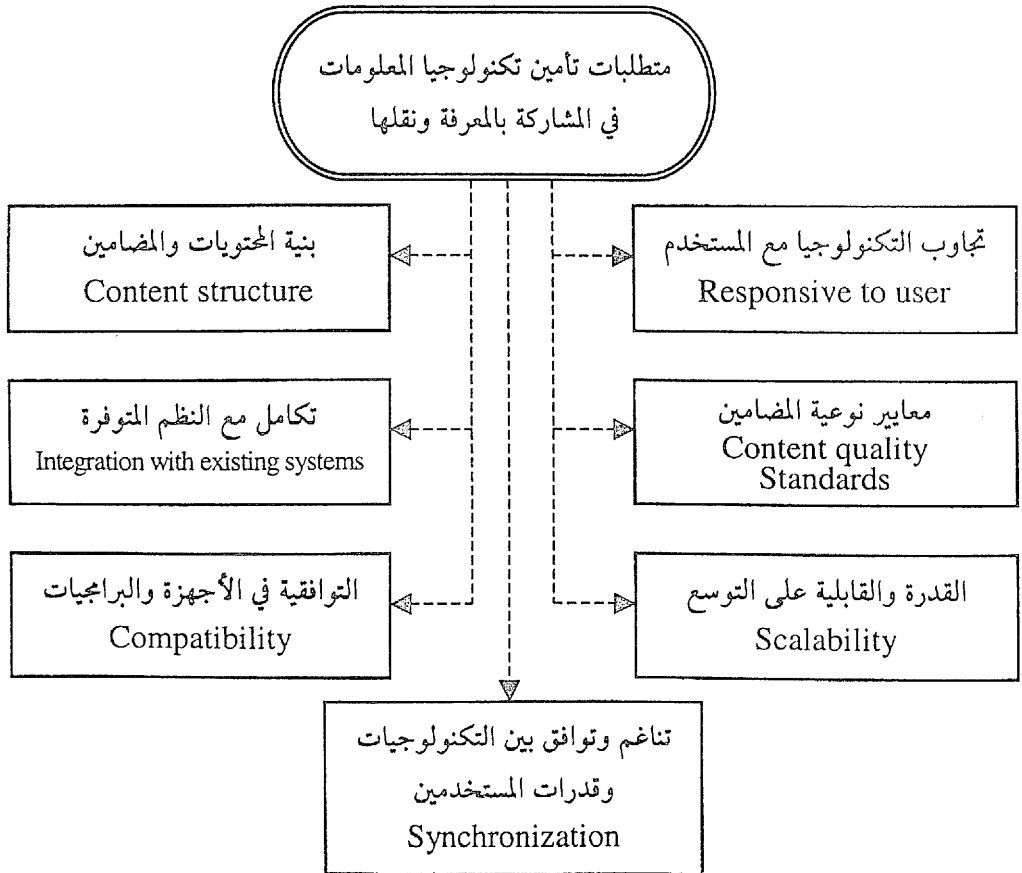 متطلبات تأمين تكنولوجيا المعلومات
في المشاركة بالمعرفة ونقلها
تجاوب التكنولوجيا مع المستخدم
Responsive to user
بنية المحتويات والمضامين
Content structure
معايير نوعية المضامين
Content quality
Standards
تكامل مع النظم المتوفرة
Integration with existing systems
القدرة والقابلية على التوسع
Scalability
التوافقية في الأجهزة والبرامجيات
Compatibility
تناغم وتوافق بين التكنولوجيات
وقدرات المستخدمين
Synchronization